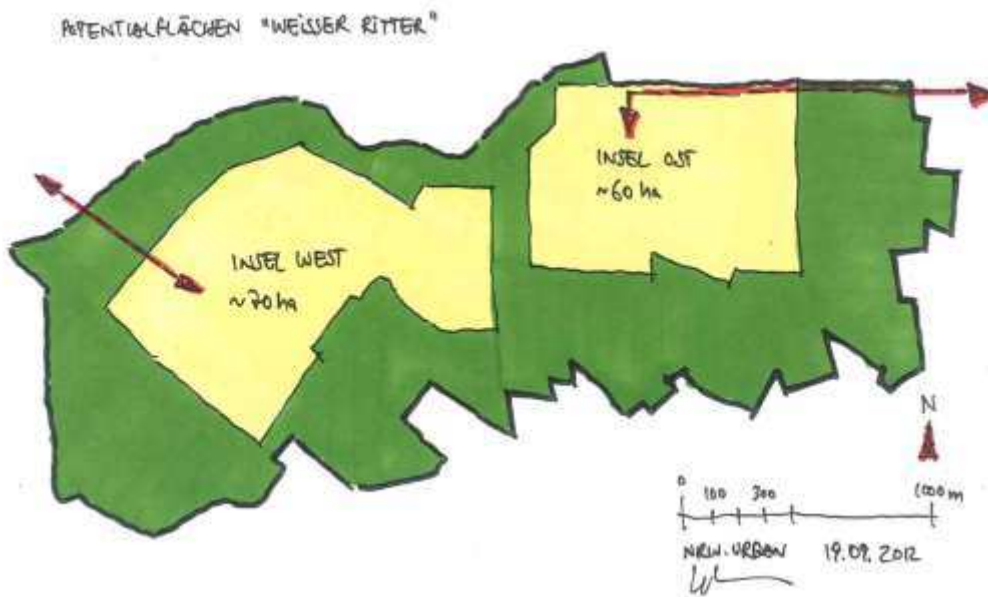 POTENTIALFLÄCHEN "WEISSER RITTER"
INSEL OST
~60 ha
INSEL WEST
~70 ha
N
0 100 300 1000 m
NRW.URBAN 19.09.2012